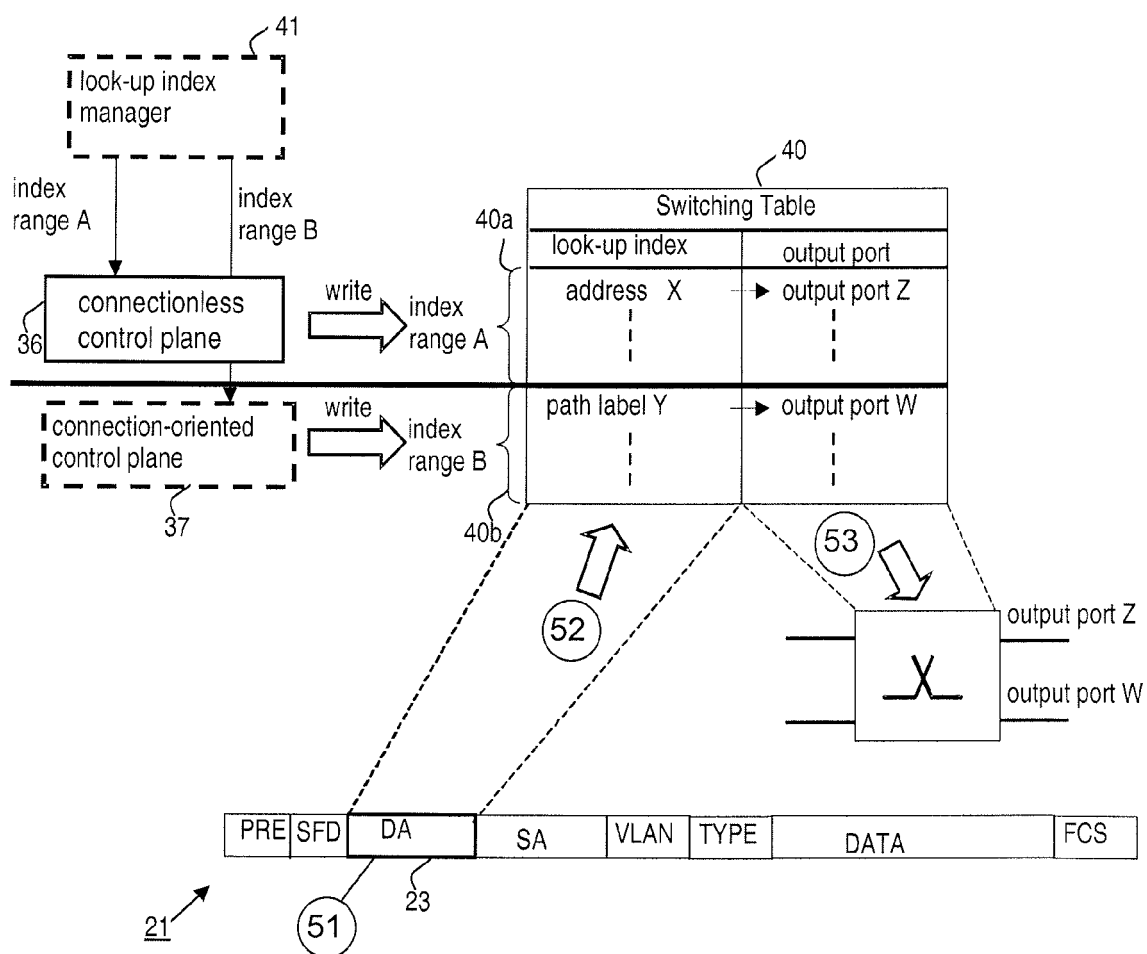 41
look-up index
manager
index
range A
index
range B
connectionless
control plane
36
write
index
range A
40a
connection-oriented
control plane
37
write
index
range B
40b
40
Switching Table
look-up index
output port
address X
output port Z
path label Y
output port W
52
53
output port Z
output port W
PRE
SFD
DA
SA
VLAN
TYPE
DATA
FCS
51
23
21